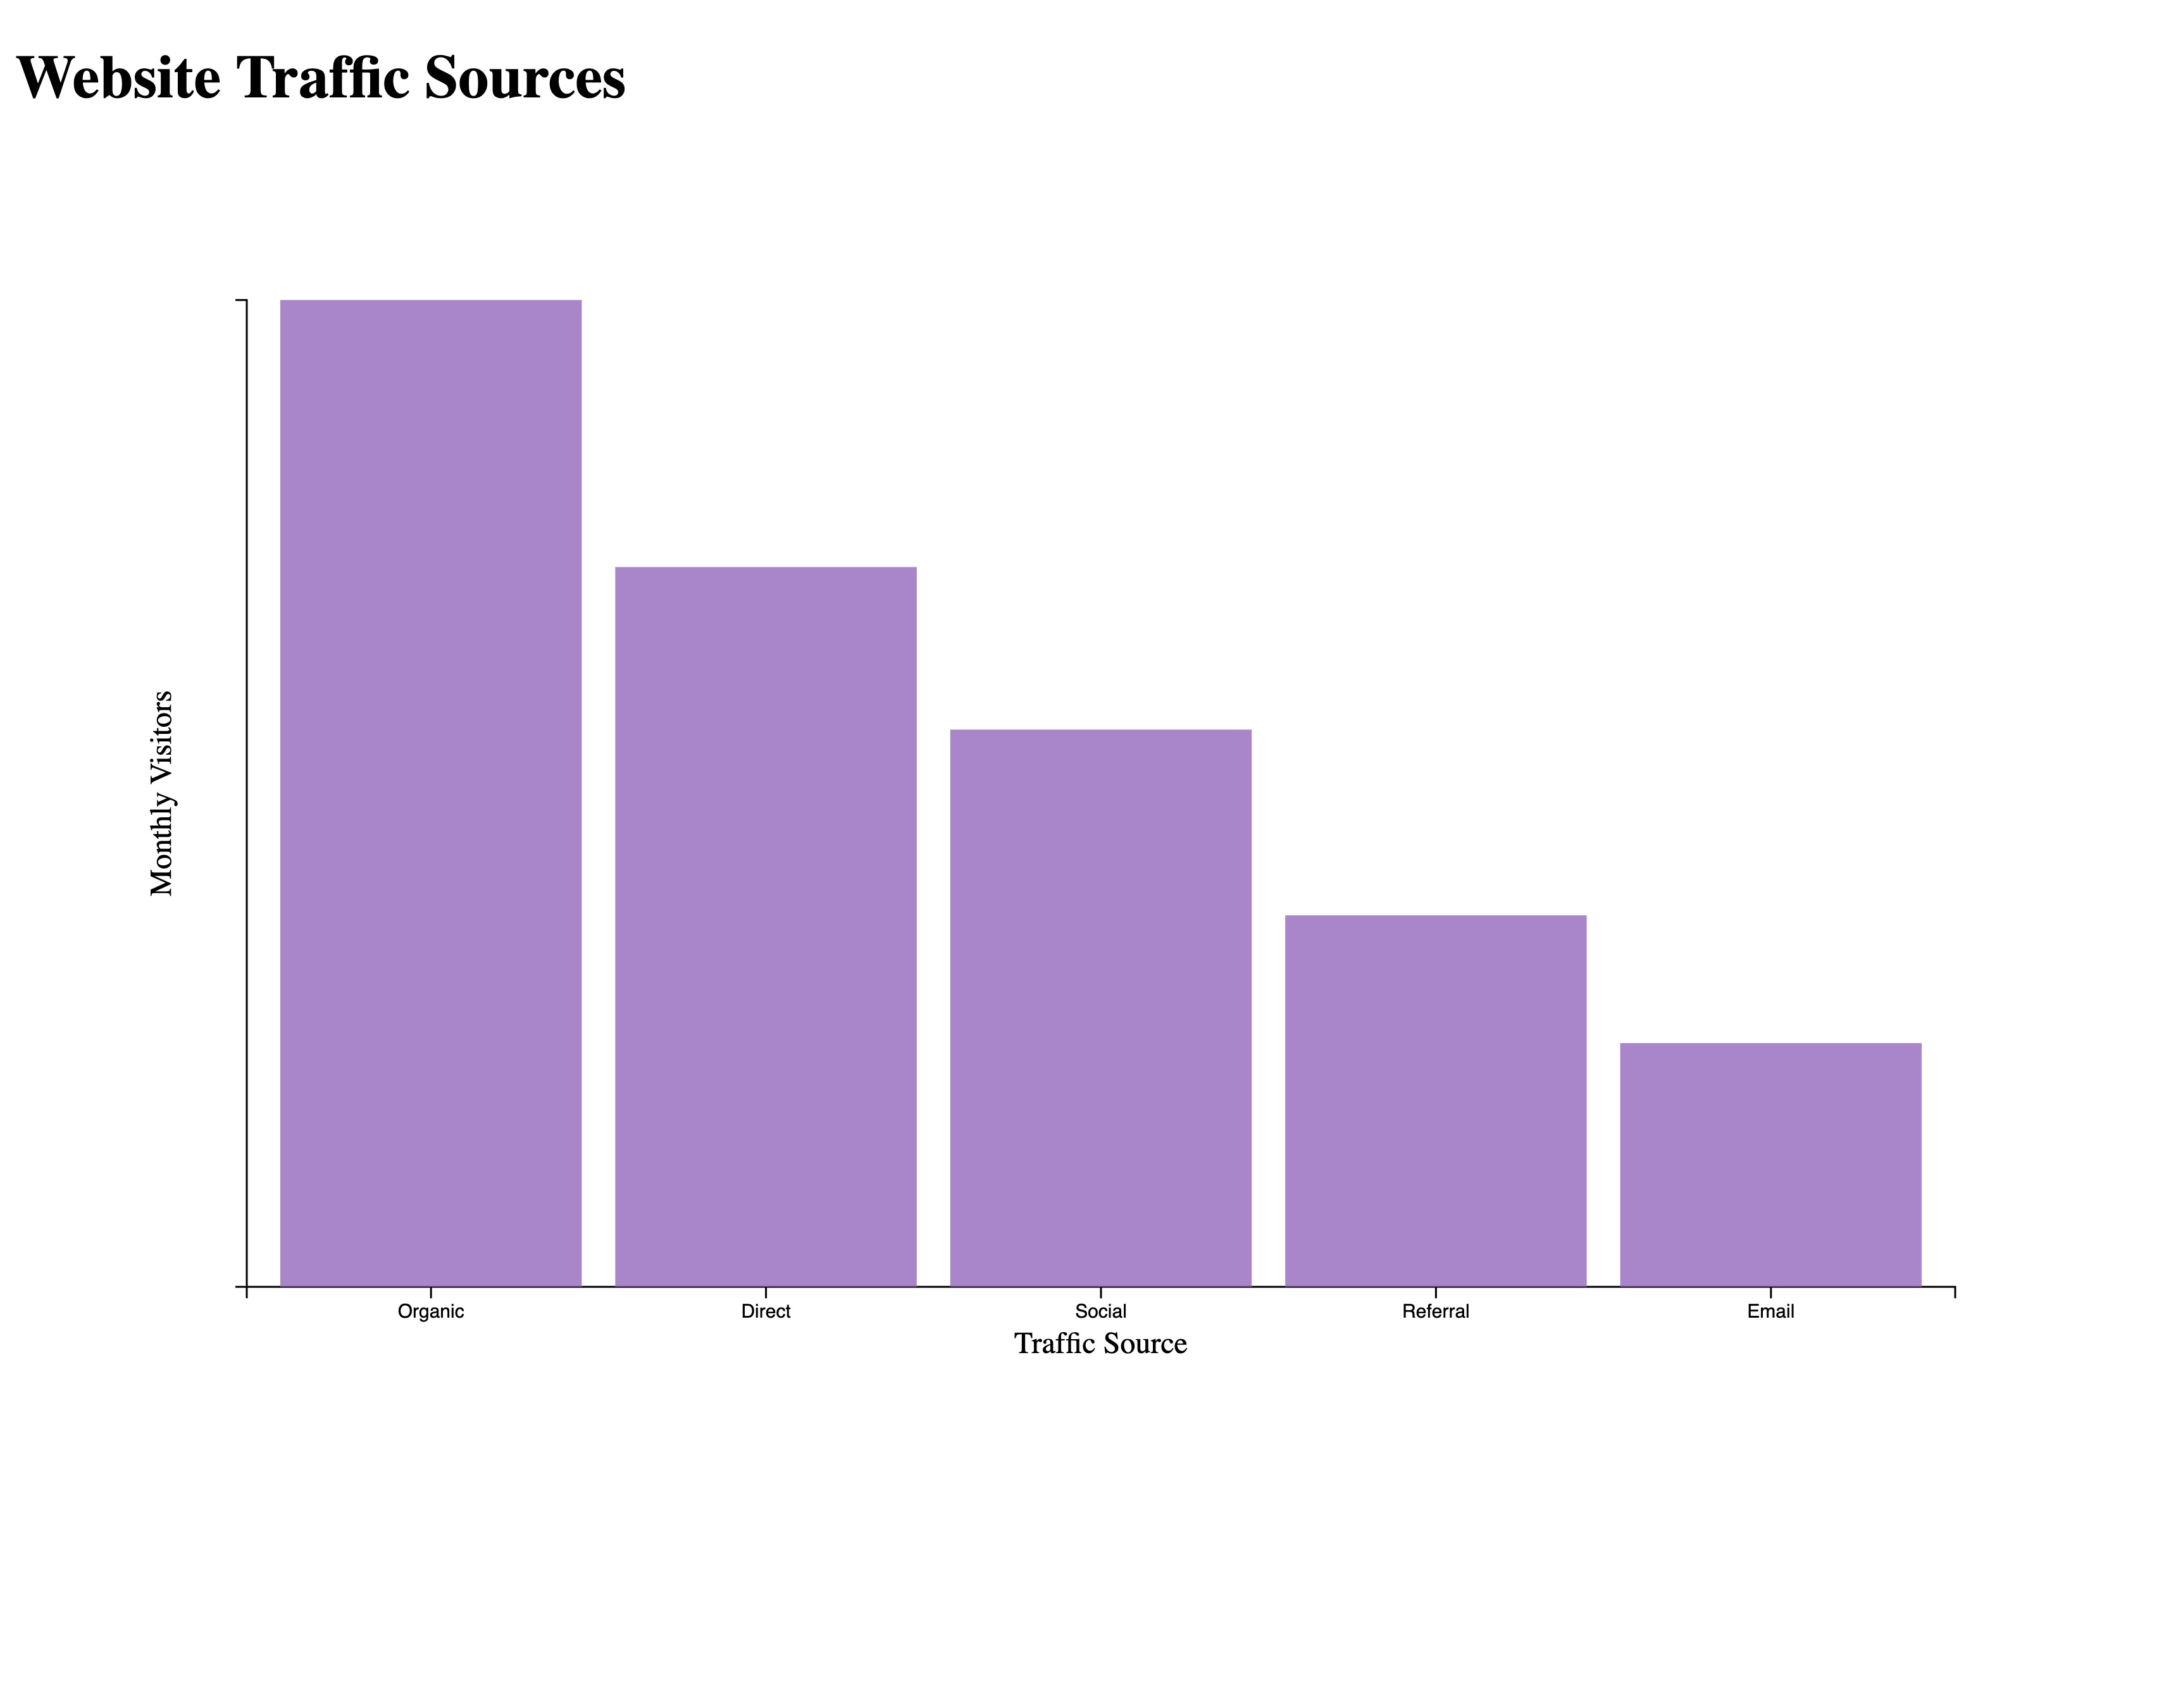 Website Traffic Sources
Monthly Visitors
Organic
Direct
Social
Referral
Email
Traffic Source